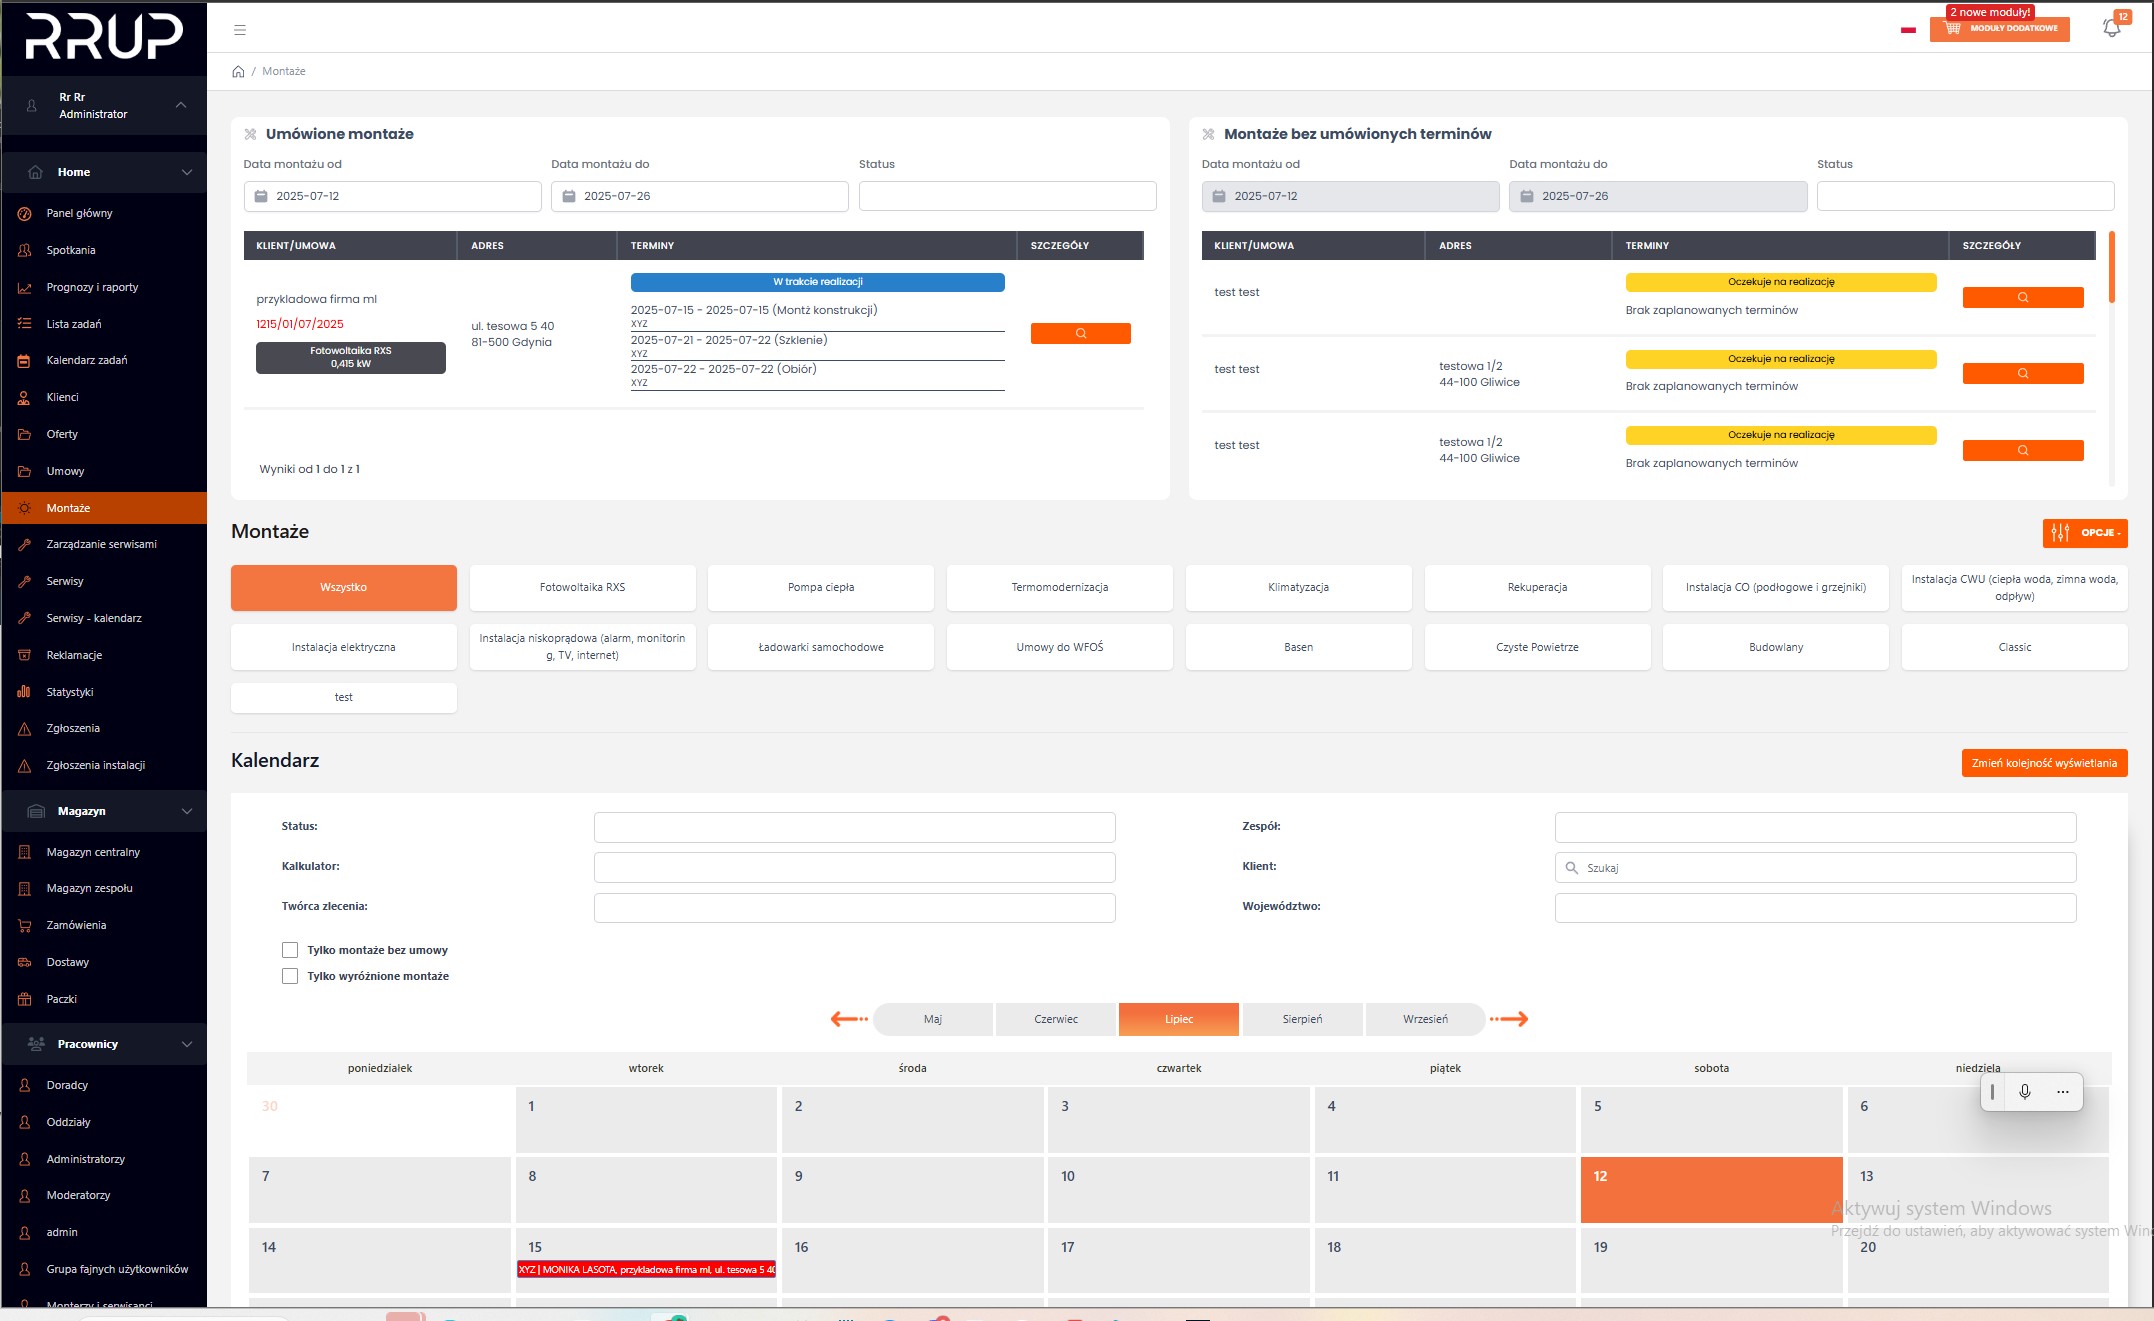 RRUP
2 nowe moduły!
MODUŁY DODATKOWE
12
Rr Rr
Administrator
/ Montaże
Home
Panel główny
Spotkania
Prognozy i raporty
Lista zadań
Kalendarz zadań
Klienci
Oferty
Umowy
Montaże
Zarządzanie serwisami
Serwisy
Serwisy - kalendarz
Reklamacje
Statystyki
Zgłoszenia
Zgłoszenia instalacji
Magazyn
Magazyn centralny
Magazyn zespołu
Zamówienia
Dostawy
Paczki
Pracownicy
Doradcy
Oddziały
Administratorzy
Moderatorzy
admin
Grupa fajnych użytkowników
Monterzy i serwisanci
Umówione montaże
Data montażu od
Data montażu do
Status
2025-07-12
2025-07-26
KLIENT/UMOWA
ADRES
TERMINY
SZCZEGÓŁY
przykladowa firma ml
1215/01/07/2025
Fotowoltaika RXS
0,415 kW
ul. tesowa 5 40
81-500 Gdynia
W trakcie realizacji
2025-07-15 - 2025-07-15 (Montż konstrukcji)
XYZ
2025-07-21 - 2025-07-22 (Szklenie)
XYZ
2025-07-22 - 2025-07-22 (Obiór)
XYZ
Wyniki od 1 do 1 z 1
Montaże bez umówionych terminów
Data montażu od
Data montażu do
Status
2025-07-12
2025-07-26
KLIENT/UMOWA
ADRES
TERMINY
SZCZEGÓŁY
test test
Oczekuje na realizację
Brak zaplanowanych terminów
test test
testowa 1/2
44-100 Gliwice
Oczekuje na realizację
Brak zaplanowanych terminów
test test
testowa 1/2
44-100 Gliwice
Oczekuje na realizację
Brak zaplanowanych terminów
Montaże
OPCJE -
Wszystko
Fotowoltaika RXS
Pompa ciepła
Termomodernizacja
Klimatyzacja
Rekuperacja
Instalacja CO (podłogowe i grzejniki)
Instalacja CWU (ciepła woda, zimna woda,
odpływ)
Instalacja elektryczna
Instalacja niskoprądowa (alarm, monitorin
g, TV, internet)
Ładowarki samochodowe
Umowy do WFOŚ
Basen
Czyste Powietrze
Budowlany
Classic
test
Kalendarz
Zmień kolejność wyświetlania
Status:
Zespół:
Kalkulator:
Klient:
Szukaj
Twórca zlecenia:
Województwo:
Tylko montaże bez umowy
Tylko wyróżnione montaże
Maj
Czerwiec
Lipiec
Sierpień
Wrzesień
poniedziałek
wtorek
środa
czwartek
piątek
sobota
niedziela
30
1
2
3
4
5
6
7
8
9
10
11
12
13
14
15
16
17
18
19
20
XYZ | MONIKA LASOTA, przykladowa firma ml, ul. tesowa 5 40
Aktywuj system Windows
Przejdź do ustawień, aby aktywować system Win